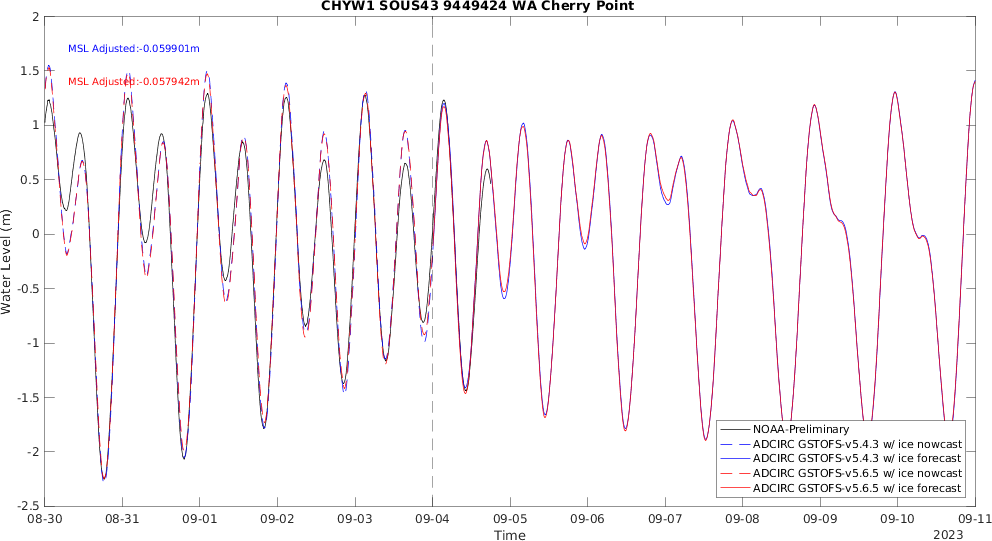 CHYW1 SOUS43 9449424 WA Cherry Point
MSL Adjusted:-0.059901m
MSL Adjusted:-0.057942m
Water Level (m)
2
1.5
1
0.5
0
-0.5
-1
-1.5
-2
-2.5
NOAA-Preliminary
ADCIRC GSTOFS-v5.4.3 w/ ice nowcast
ADCIRC GSTOFS-v5.4.3 w/ ice forecast
ADCIRC GSTOFS-v5.6.5 w/ ice nowcast
ADCIRC GSTOFS-v5.6.5 w/ ice forecast
08-30 08-31 09-01 09-02 09-03 09-04 09-05 09-06 09-07 09-08 09-09 09-10 09-11
Time
2023